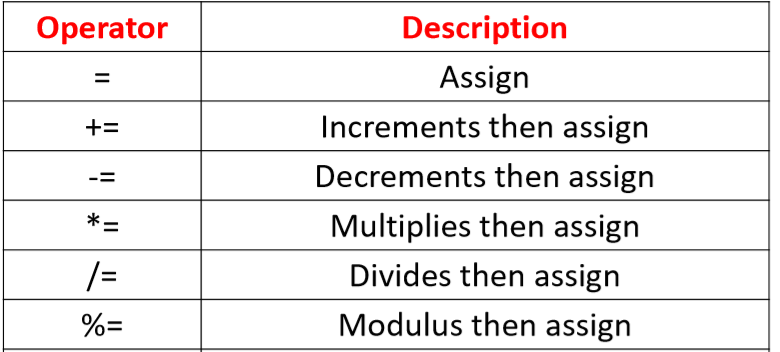 Operator Description
= Assign
+= Increments then assign
-= Decrements then assign
*= Multiplies then assign
/= Divides then assign
%= Modulus then assign